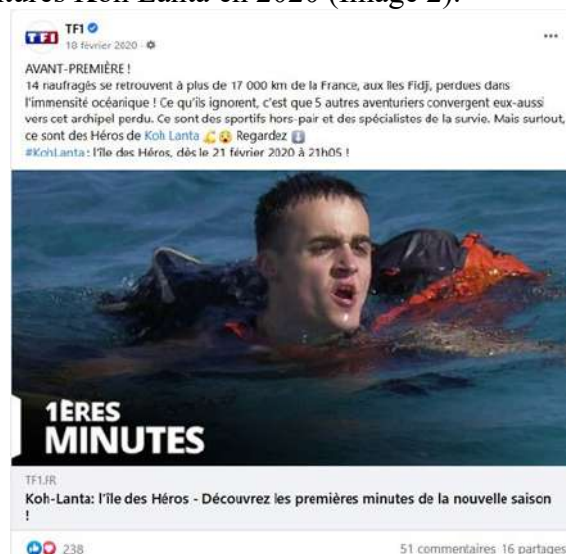 ntures Koh Lanta en 2020 (Image 2).
TF1
TF1
18 février 2020
AVANT-PREMIÈRE !
14 naufragés se retrouvent à plus de 17 000 km de la France, aux îles Fidji, perdues dans
l'immensité océanique ! Ce qu'ils ignorent, c'est que 5 autres aventuriers convergent eux-aussi
vers cet archipel perdu. Ce sont des sportifs hors-pair et des spécialistes de la survie. Mais surtout,
ce sont des Héros de Koh Lanta 💪😮 Regardez ⬇️
#KohLanta : l'île des Héros, dès le 21 février 2020 à 21h05 !
1ÈRES
MINUTES
TF1.FR
Koh-Lanta: l'île des Héros - Découvrez les premières minutes de la nouvelle saison
!
238
51 commentaires 16 partages